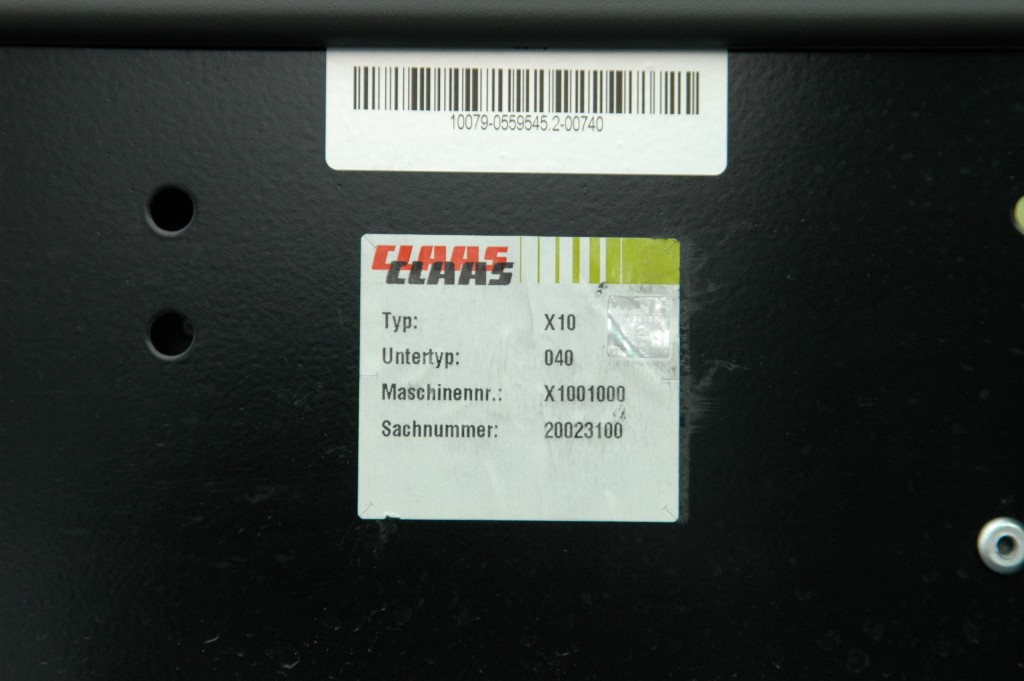 10079-0559545.2-00740
CLAAS
CLAAS
Typ: X10
Untertyp: 040
Maschinennr.: X1001000
Sachnummer: 20023100